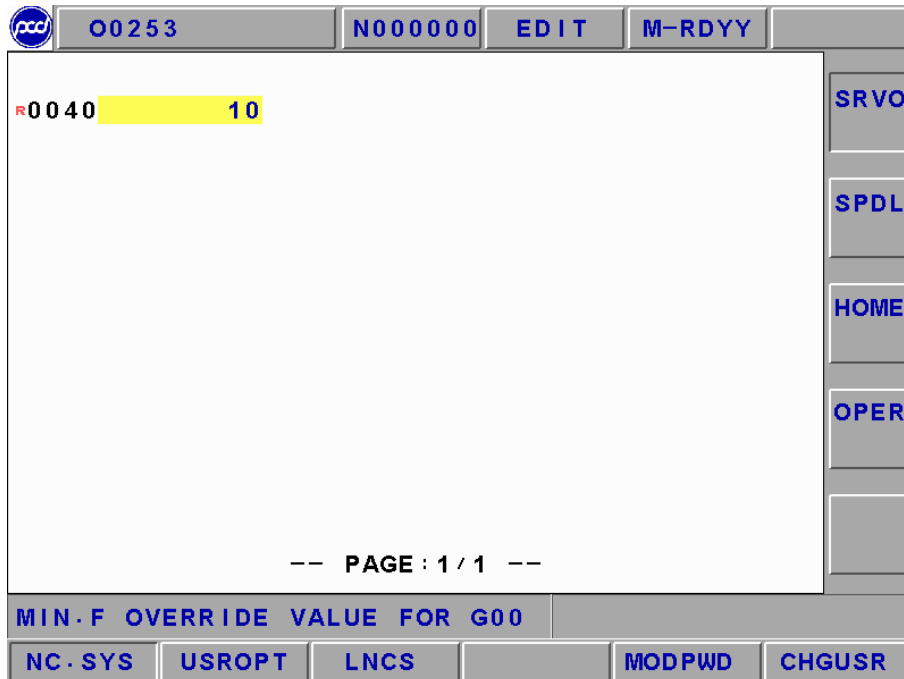 pcd O0253 N000000 EDIT M-RDYY
R0040 10
SRVO
SPDL
HOME
OPER
-- PAGE:1/1 --
MIN.F OVERRIDE VALUE FOR G00
NC.SYS USROPT LNCS MODPWD CHGUSR